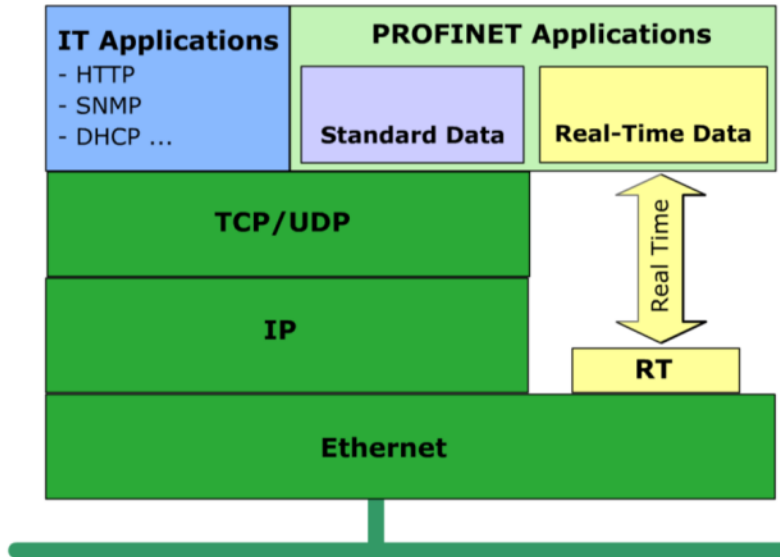 IT Applications
- HTTP
- SNMP
- DHCP ...
PROFINET Applications
Standard Data
Real-Time Data
TCP/UDP
Real Time
IP
RT
Ethernet